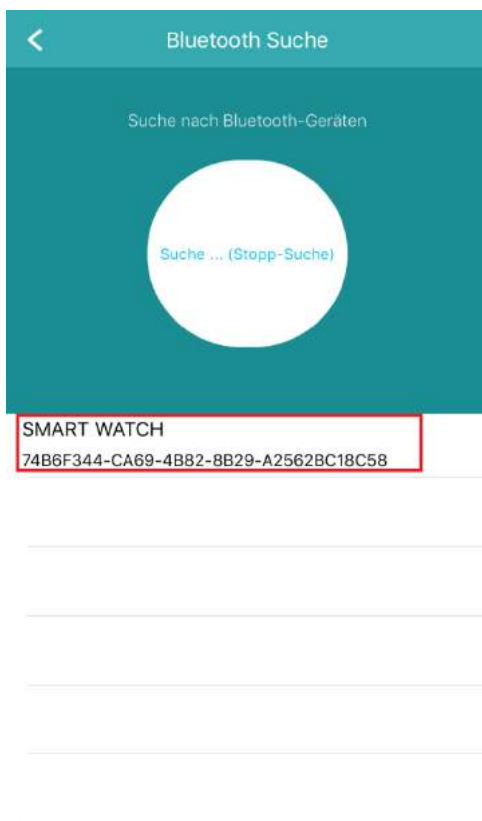 Bluetooth Suche
Suche nach Bluetooth-Geräten
Suche ... (Stopp-Suche)
SMART WATCH
74B6F344-CA69-4B82-8B29-A2562BC18C58